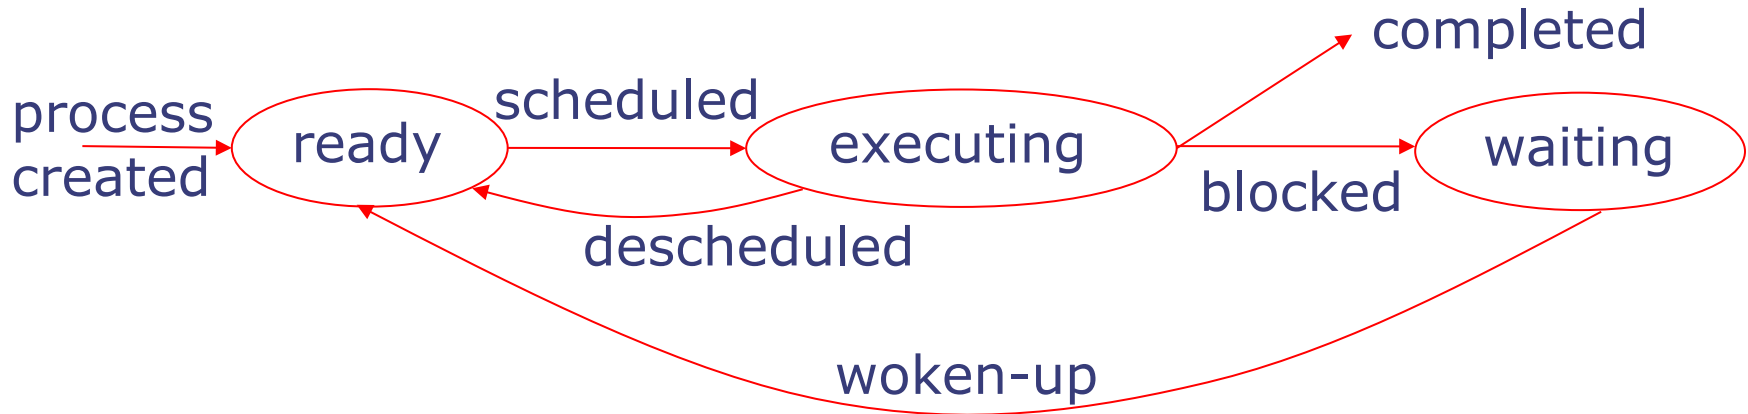 completed
process
created
ready
scheduled
executing
waiting
blocked
descheduled
woken-up